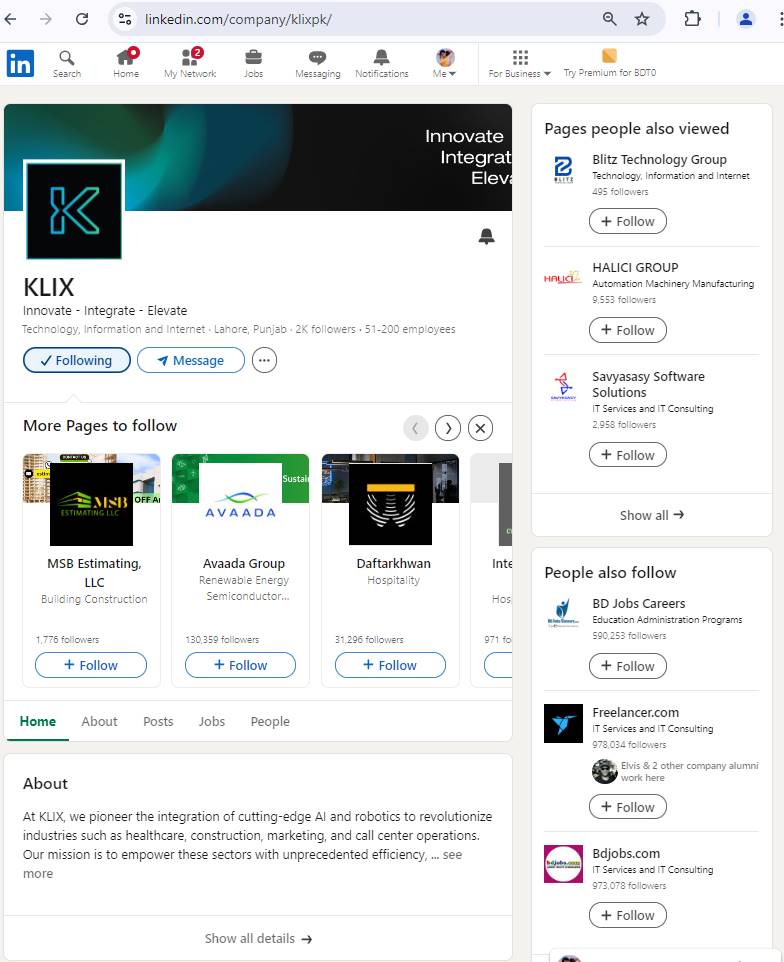 linkedin.com/company/klixpk/
in
Search
Home
2
My Network
Jobs
Messaging
Notifications
Me
For Business
Try Premium for BDT0
Innovate
Integrat
Eleva
K
KLIX
Innovate - Integrate - Elevate
Technology, Information and Internet · Lahore, Punjab · 2K followers · 51-200 employees
Following
Message
More Pages to follow
CONTACT US
OFF
MSB
ESTIMATING LLC
MSB Estimating,
LLC
Building Construction
1,776 followers
+ Follow
Sustai
AVAADA
Avaada Group
Renewable Energy
Semiconductor...
130,359 followers
+ Follow
Daftarkhwan
Hospitality
31,296 followers
+ Follow
Inte
Hos
971 fo
Home
About
Posts
Jobs
People
About
At KLIX, we pioneer the integration of cutting-edge AI and robotics to revolutionize
industries such as healthcare, construction, marketing, and call center operations.
Our mission is to empower these sectors with unprecedented efficiency, ... see
more
Show all details →
Pages people also viewed
BLITZ
Blitz Technology Group
Technology, Information and Internet
495 followers
+ Follow
HALICI
HALICI GROUP
Automation Machinery Manufacturing
9,553 followers
+ Follow
SAVYASASY
Savyasasy Software
Solutions
IT Services and IT Consulting
2,958 followers
+ Follow
Show all →
People also follow
BD Jobs Careers
Education Administration Programs
590,253 followers
+ Follow
Freelancer.com
IT Services and IT Consulting
978,034 followers
Elvis & 2 other company alumni
work here
+ Follow
bdjobs.com
Bdjobs.com
IT Services and IT Consulting
973,078 followers
+ Follow